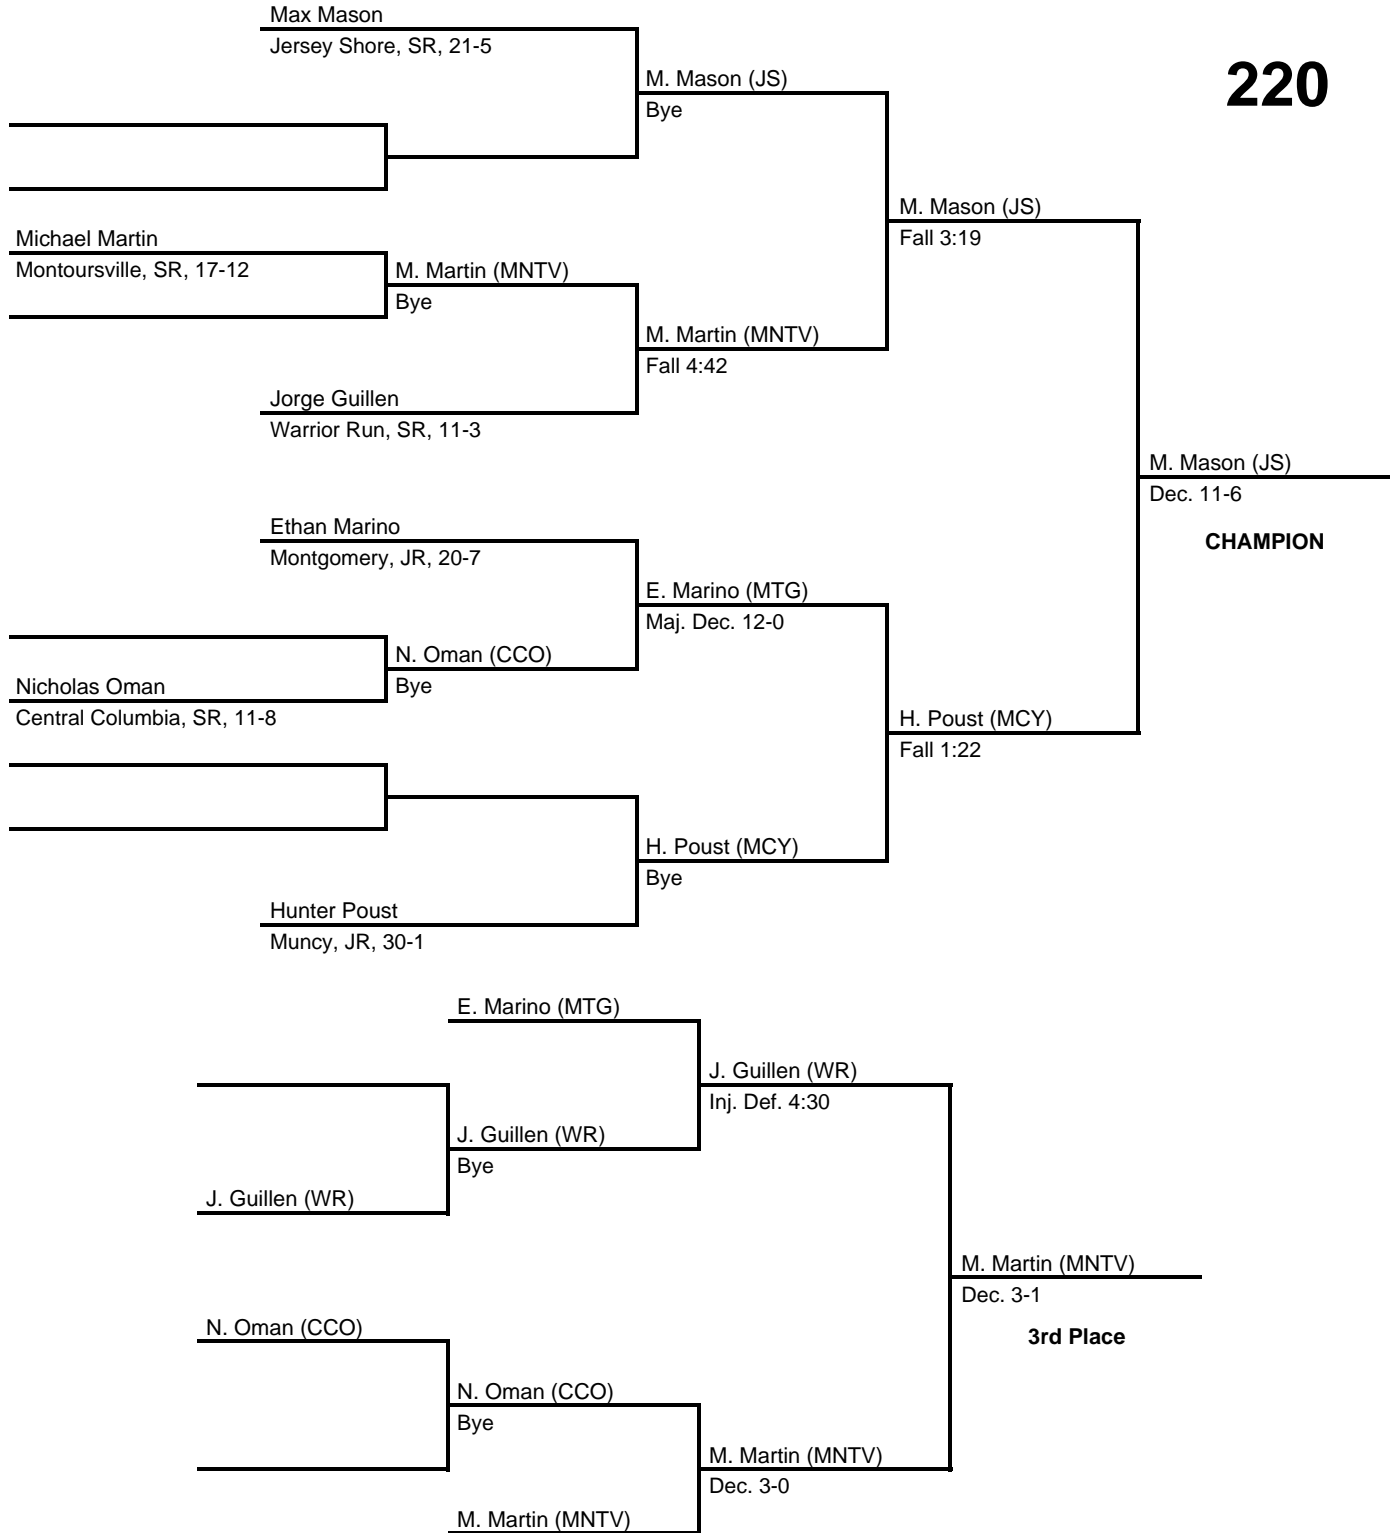 Max Mason
Jersey Shore, SR, 21-5
220
M. Mason (JS)
Bye
M. Mason (JS)
Fall 3:19
Michael Martin
Montoursville, SR, 17-12
M. Martin (MNTV)
Bye
M. Martin (MNTV)
Fall 4:42
Jorge Guillen
Warrior Run, SR, 11-3
M. Mason (JS)
Dec. 11-6
CHAMPION
Ethan Marino
Montgomery, JR, 20-7
E. Marino (MTG)
Maj. Dec. 12-0
N. Oman (CCO)
Bye
Nicholas Oman
Central Columbia, SR, 11-8
H. Poust (MCY)
Fall 1:22
H. Poust (MCY)
Bye
Hunter Poust
Muncy, JR, 30-1
E. Marino (MTG)
J. Guillen (WR)
Inj. Def. 4:30
J. Guillen (WR)
Bye
J. Guillen (WR)
M. Martin (MNTV)
Dec. 3-1
3rd Place
N. Oman (CCO)
N. Oman (CCO)
Bye
M. Martin (MNTV)
Dec. 3-0
M. Martin (MNTV)